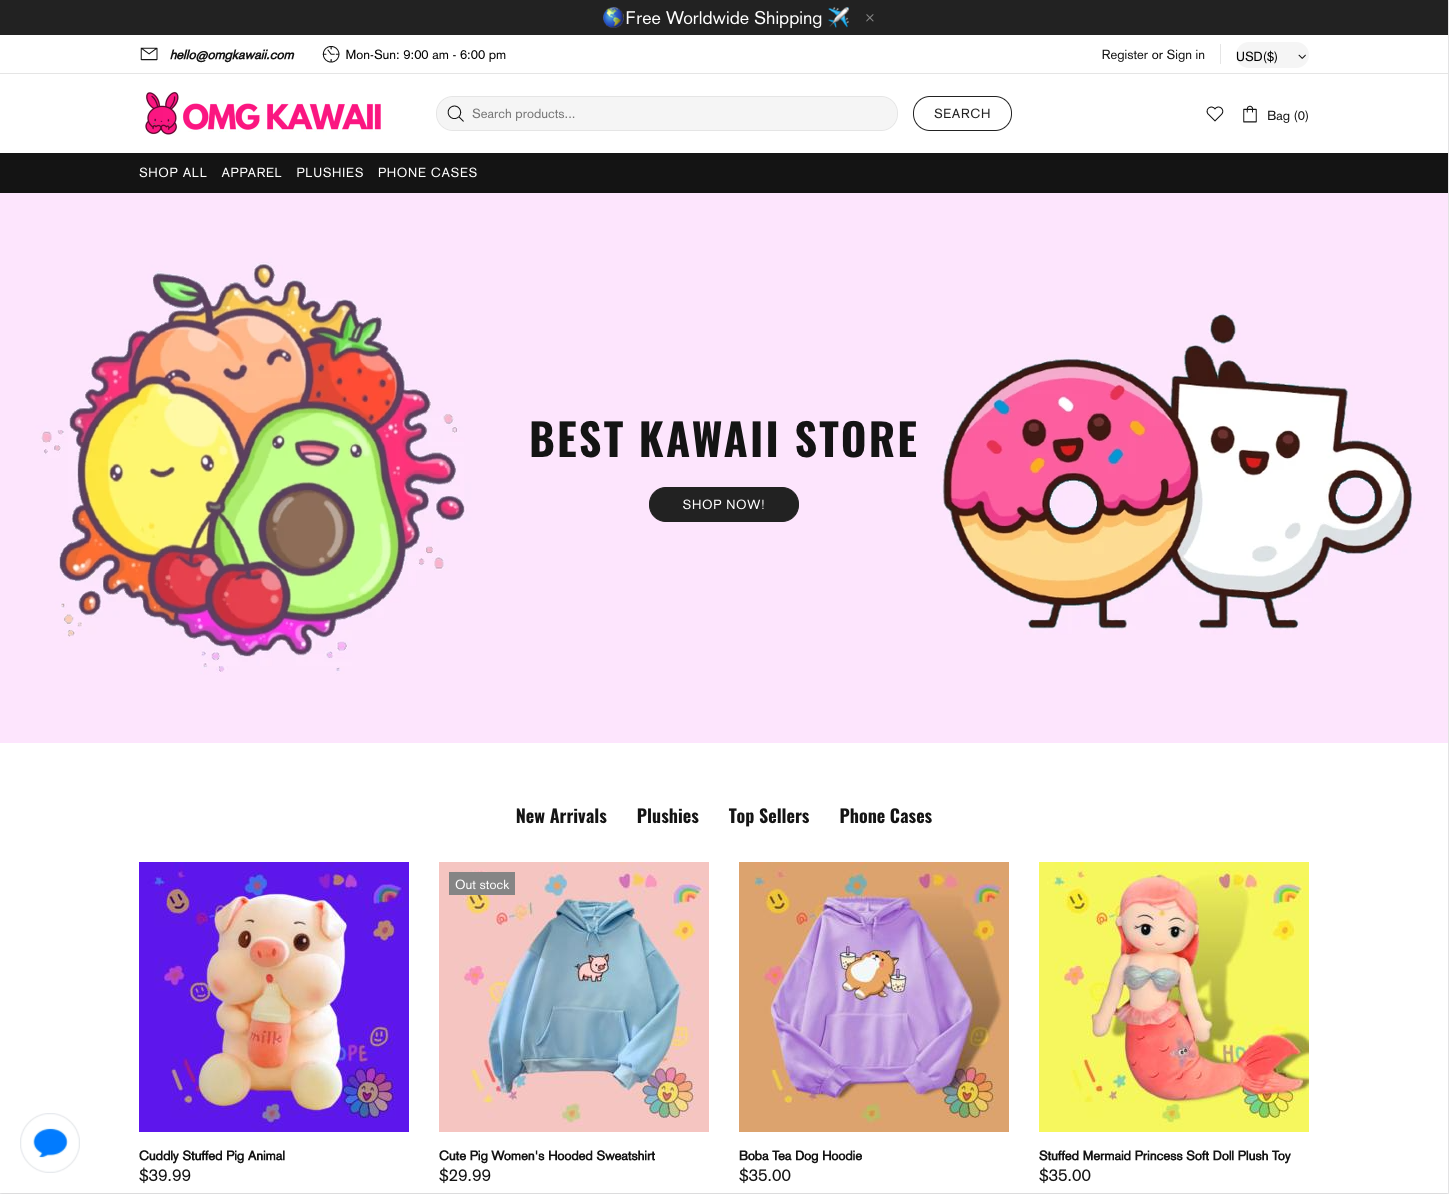 🌎Free Worldwide Shipping ✈️ ×
hello@omgkawaii.com Mon-Sun: 9:00 am - 6:00 pm Register or Sign in USD($)
OMG KAWAII Search products... SEARCH Bag (0)
SHOP ALL APPAREL PLUSHIES PHONE CASES
BEST KAWAII STORE
SHOP NOW!
New Arrivals Plushies Top Sellers Phone Cases
Out stock
milk
OPE
HO
Cuddly Stuffed Pig Animal Cute Pig Women's Hooded Sweatshirt Boba Tea Dog Hoodie Stuffed Mermaid Princess Soft Doll Plush Toy
$39.99 $29.99 $35.00 $35.00